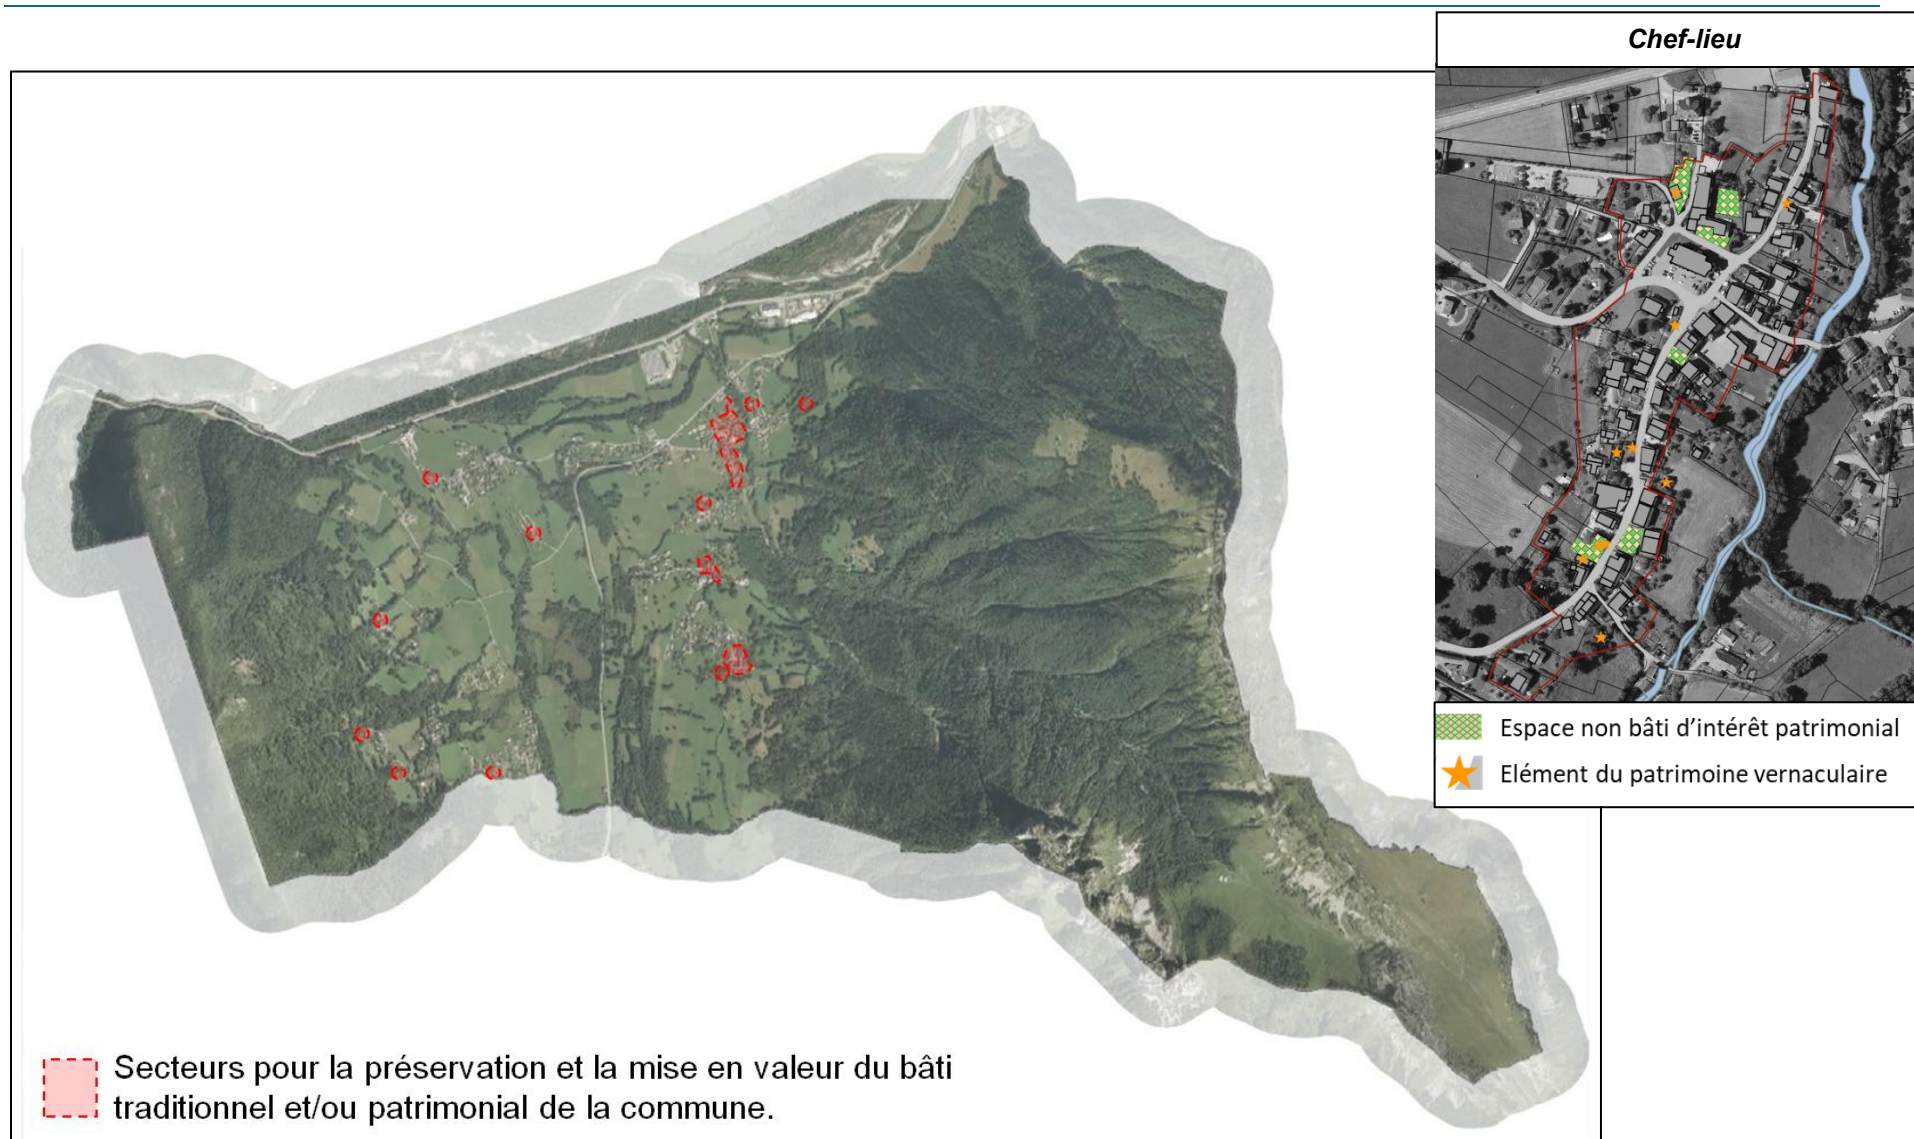 Chef-lieu
Espace non bâti d’intérêt patrimonial
Elément du patrimoine vernaculaire
Secteurs pour la préservation et la mise en valeur du bâti
traditionnel et/ou patrimonial de la commune.